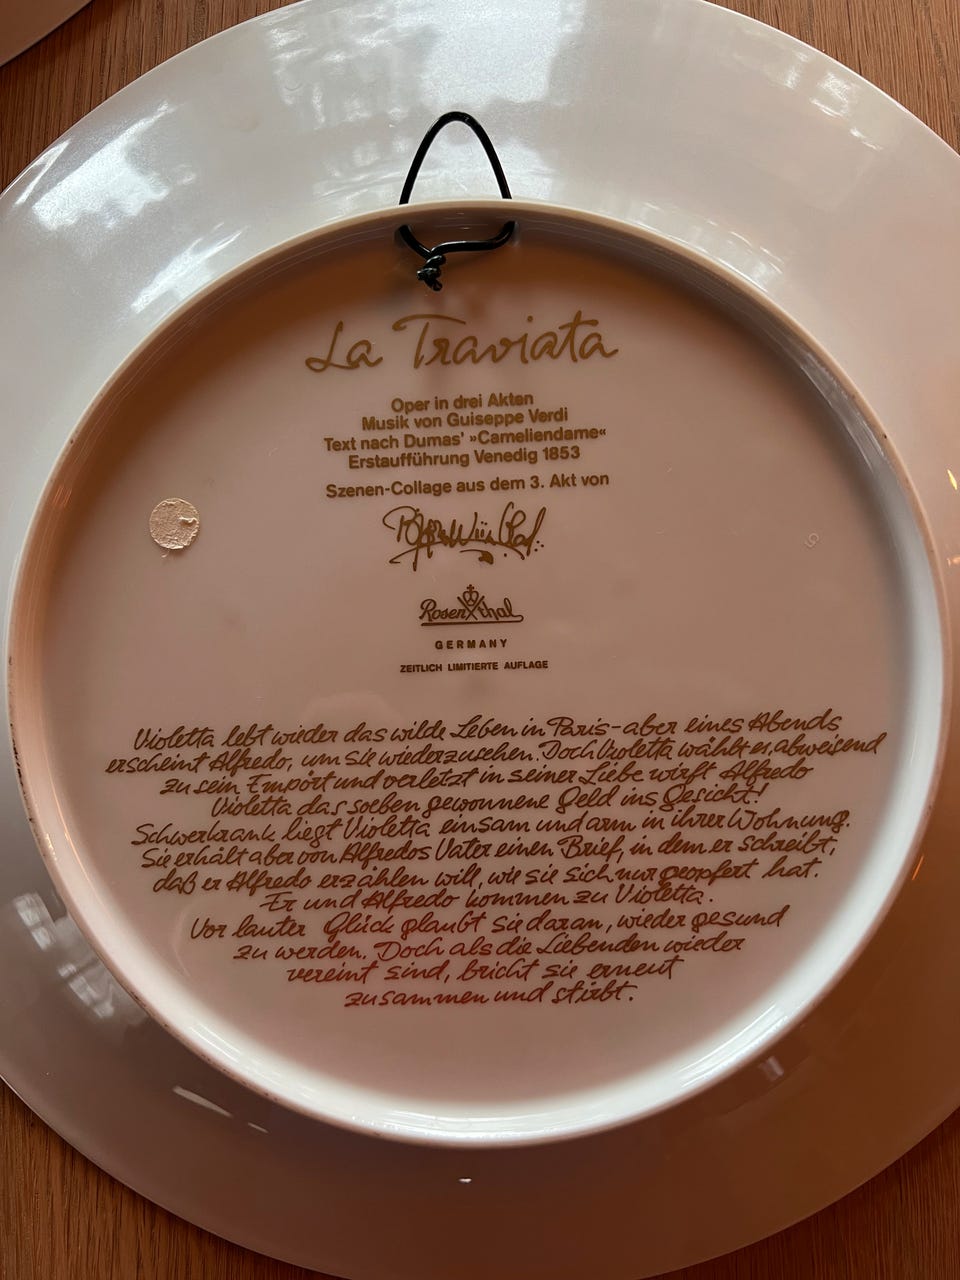 La Traviata
Oper in drei Akten
Musik von Guiseppe Verdi
Text nach Dumas' »Cameliendame«
Erstaufführung Venedig 1853
Szenen-Collage aus dem 3. Akt von
Rosenthal
GERMANY
ZEITLICH LIMITIERTE AUFLAGE
Violetta lebt wieder das wilde Leben in Paris – aber eines Abends
erscheint Alfredo, um sie wiederzusehen. Doch Violetta wählt es, abweisend
zu sein. Empört und verletzt in seiner Liebe wirft Alfredo
Violetta das soeben gewonnene Geld ins Gesicht!
Schwerkrank liegt Violetta einsam und arm in ihrer Wohnung.
Sie erhält aber von Alfredos Vater einen Brief, in dem er schreibt,
daß er Alfredo erzählen will, wie sie sich nur geopfert hat.
Er und Alfredo kommen zu Violetta.
Vor lauter Glück glaubt sie daran, wieder gesund
zu werden. Doch als die Liebenden wieder
vereint sind, bricht sie erneut
zusammen und stirbt.